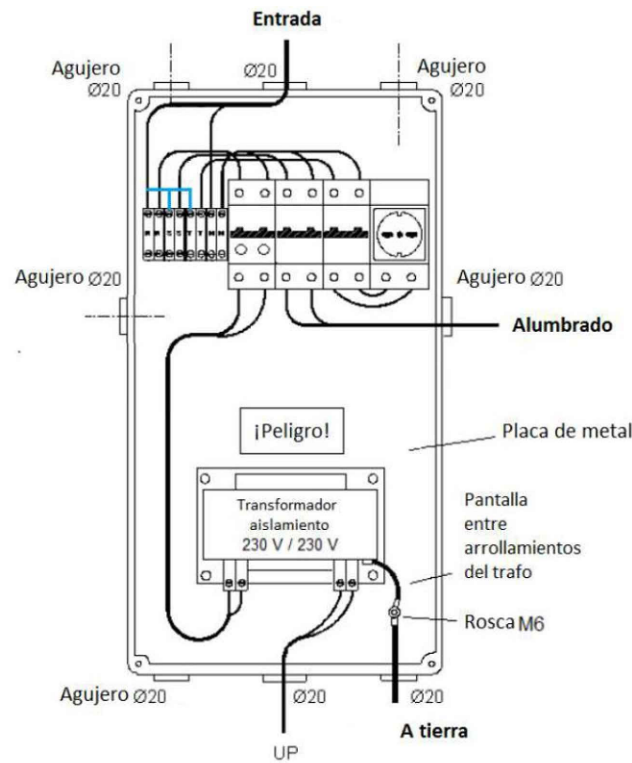 Entrada
Agujero
Ø20
Ø20
Agujero
Ø20
R R S S T T N N
Agujero Ø20
Agujero Ø20
Alumbrado
¡Peligro!
Placa de metal
Transformador
aislamiento
230 V / 230 V
Pantalla
entre
arrollamientos
del trafo
Rosca M6
Agujero Ø20
Ø20
Ø20
A tierra
UP